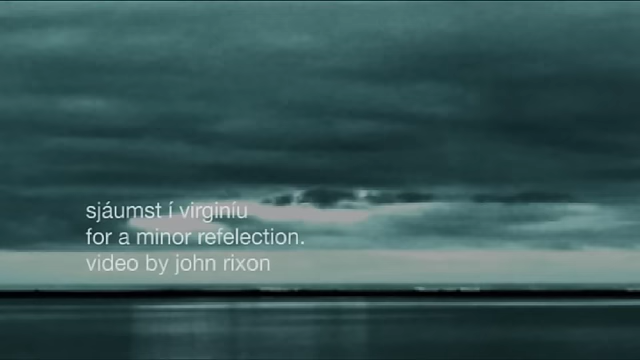 sjáumst í virginíu
for a minor refelection.
video by john rixon